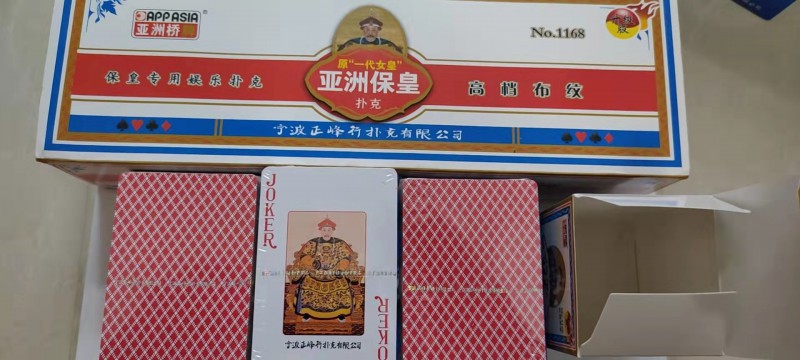 APPASIA
亚洲桥牌
No.1168
原“一代女皇”
亚洲保皇
扑克
保皇专用娱乐扑克
高档布纹
宁波正峰行扑克有限公司
JOKER
宁波正峰行扑克有限公司
JOKER